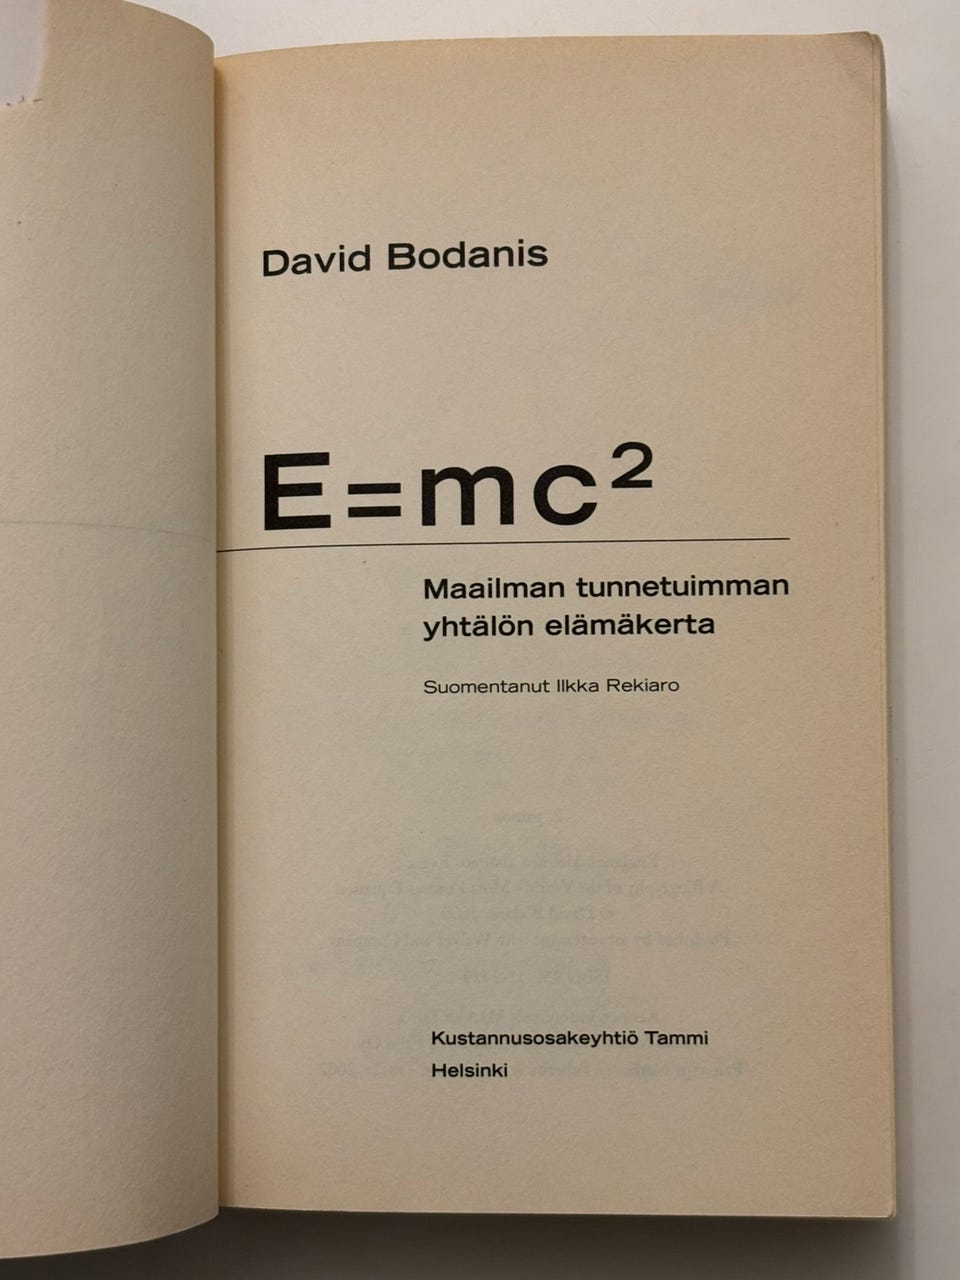 David Bodanis
E=mc²
Maailman tunnetuimman
yhtälön elämäkerta
Suomentanut Ilkka Rekiaro
Kustannusosakeyhtiö Tammi
Helsinki